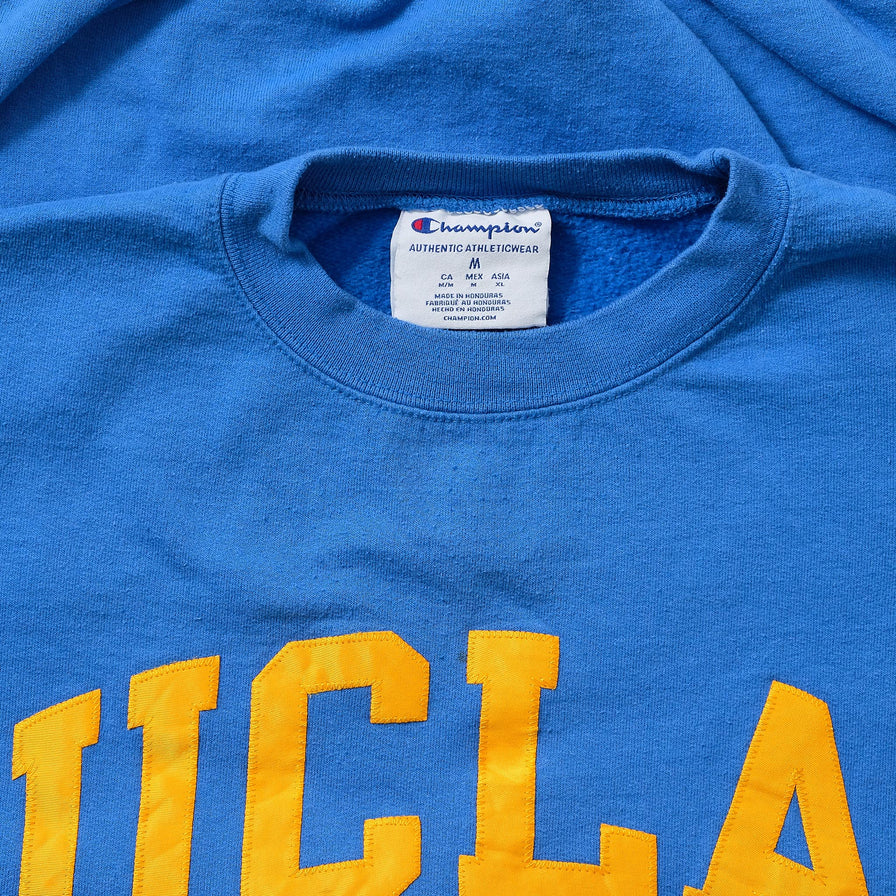 Champion
AUTHENTIC ATHLETICWEAR
M
CA MEX ASIA
M/M M XL
MADE IN HONDURAS
FABRIQUÉ AU HONDURAS
HECHO EN HONDURAS
CHAMPION.COM
UCLA